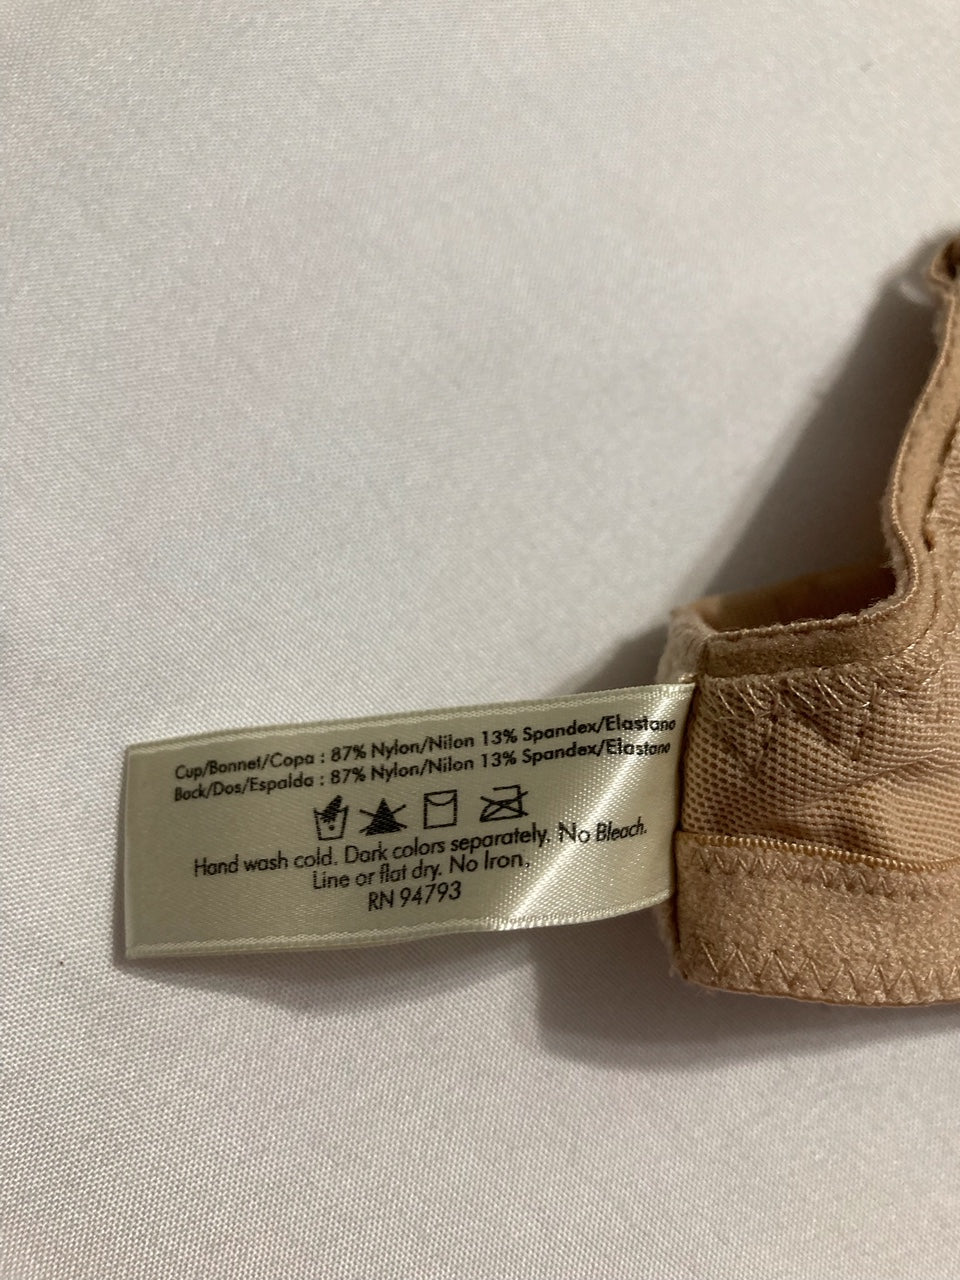 Cup/Bonnet/Copa : 87% Nylon/Nilon 13% Spandex/Elastano
Back/Dos/Espalda : 87% Nylon/Nilon 13% Spandex/Elastano
Hand wash cold. Dark colors separately. No Bleach.
Line or flat dry. No Iron,
RN 94793